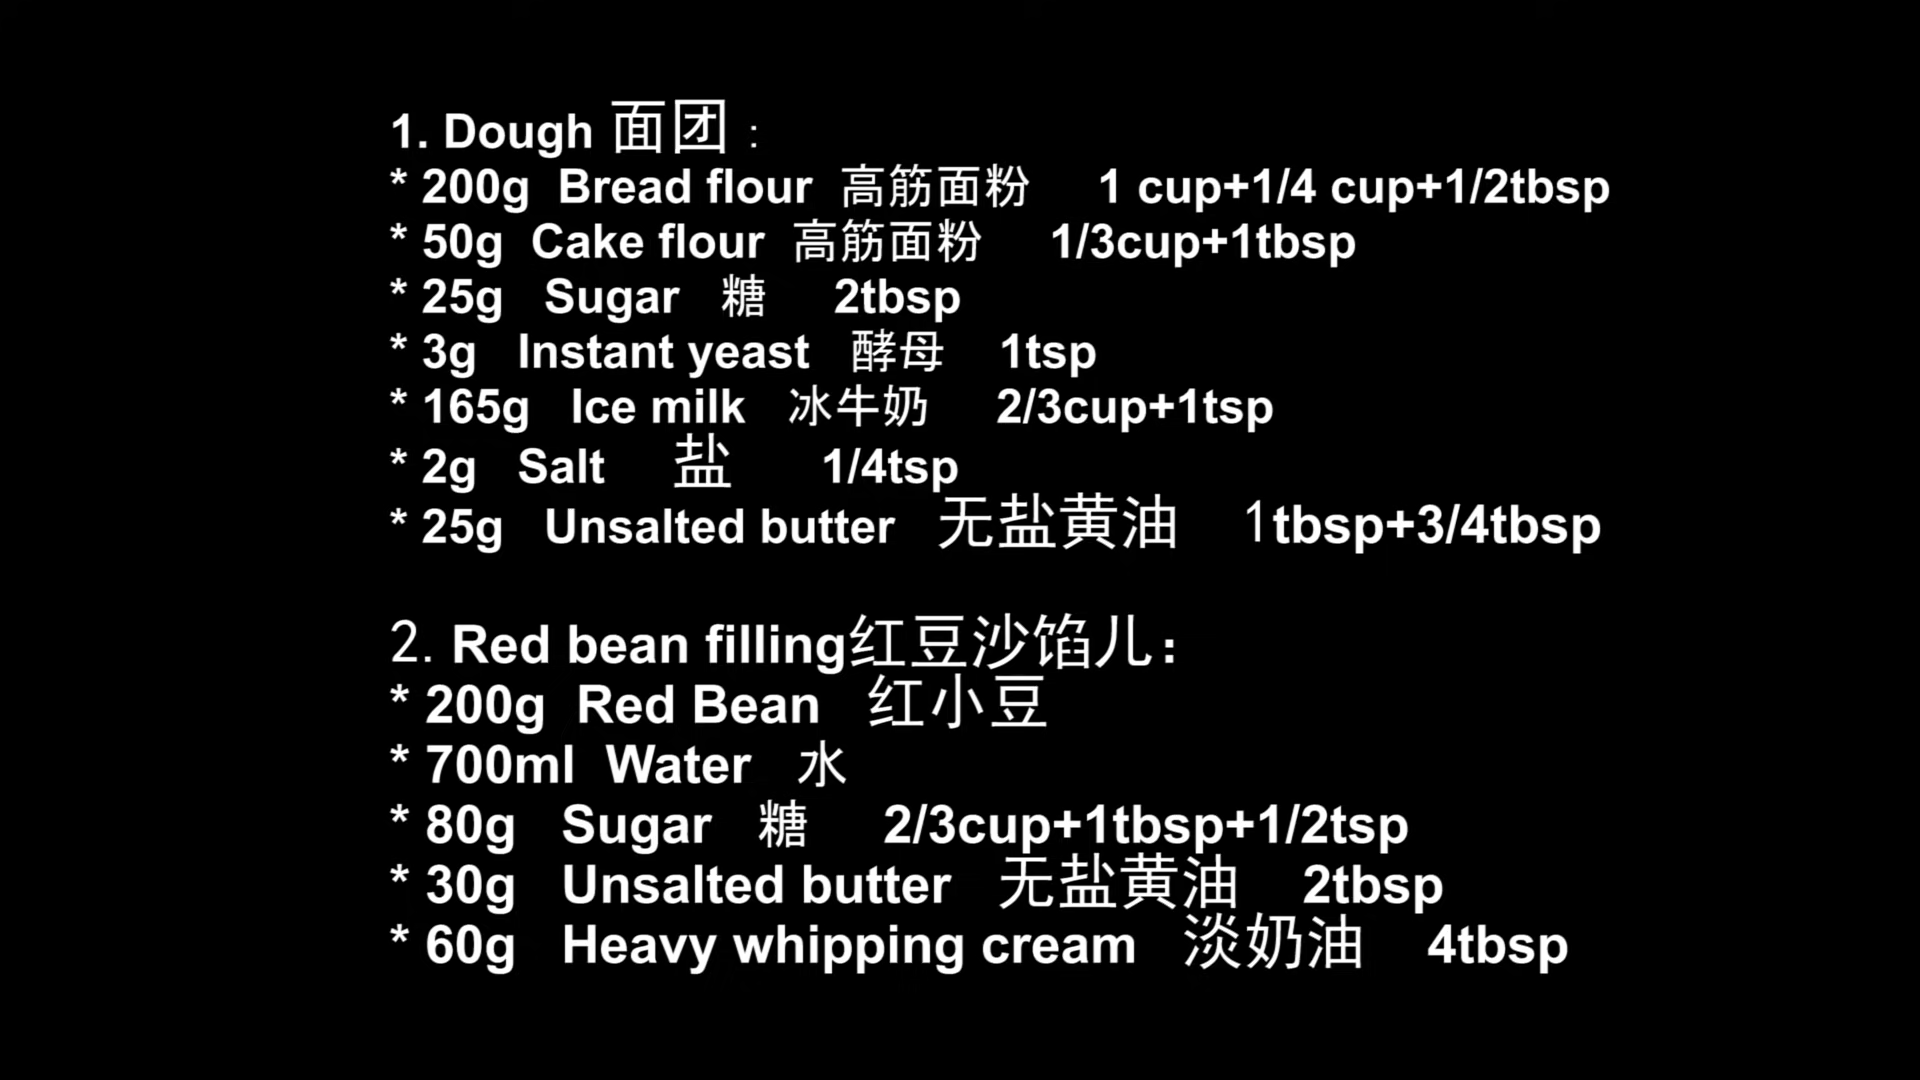 1. Dough 面团：
* 200g Bread flour 高筋面粉 1 cup+1/4 cup+1/2tbsp
* 50g Cake flour 高筋面粉 1/3cup+1tbsp
* 25g Sugar 糖 2tbsp
* 3g Instant yeast 酵母 1tsp
* 165g Ice milk 冰牛奶 2/3cup+1tsp
* 2g Salt 盐 1/4tsp
* 25g Unsalted butter 无盐黄油 1tbsp+3/4tbsp
2. Red bean filling红豆沙馅儿：
* 200g Red Bean 红小豆
* 700ml Water 水
* 80g Sugar 糖 2/3cup+1tbsp+1/2tsp
* 30g Unsalted butter 无盐黄油 2tbsp
* 60g Heavy whipping cream 淡奶油 4tbsp